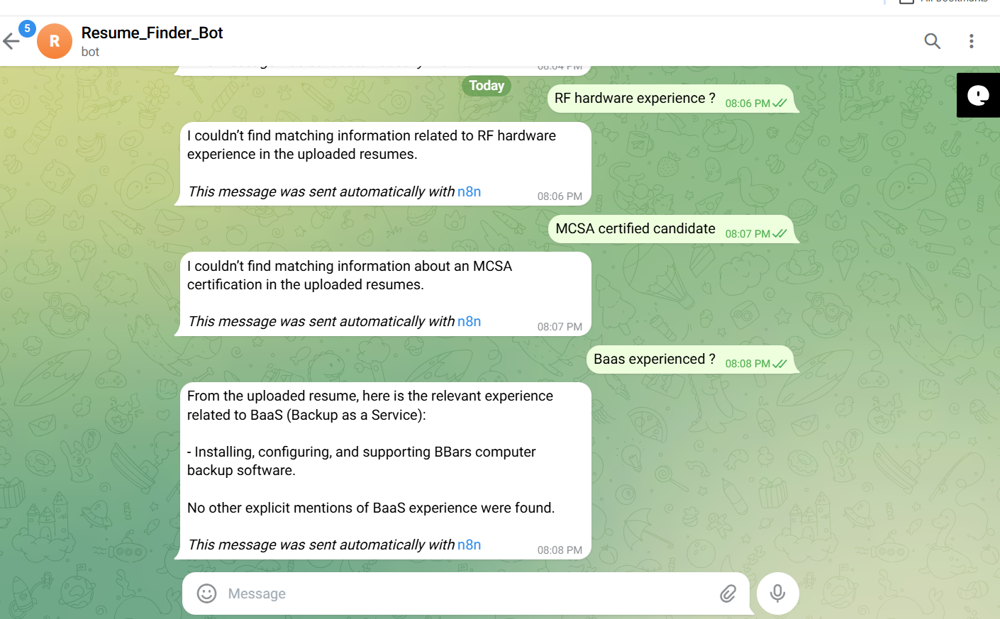 5
R
Resume_Finder_Bot
bot
08:04 PM
Today
RF hardware experience ? 08:06 PM
I couldn’t find matching information related to RF hardware
experience in the uploaded resumes.
This message was sent automatically with n8n
08:06 PM
MCSA certified candidate 08:07 PM
I couldn’t find matching information about an MCSA
certification in the uploaded resumes.
This message was sent automatically with n8n
08:07 PM
Baas experienced ? 08:08 PM
From the uploaded resume, here is the relevant experience
related to BaaS (Backup as a Service):
- Installing, configuring, and supporting BBars computer
backup software.
No other explicit mentions of BaaS experience were found.
This message was sent automatically with n8n
08:08 PM
Message